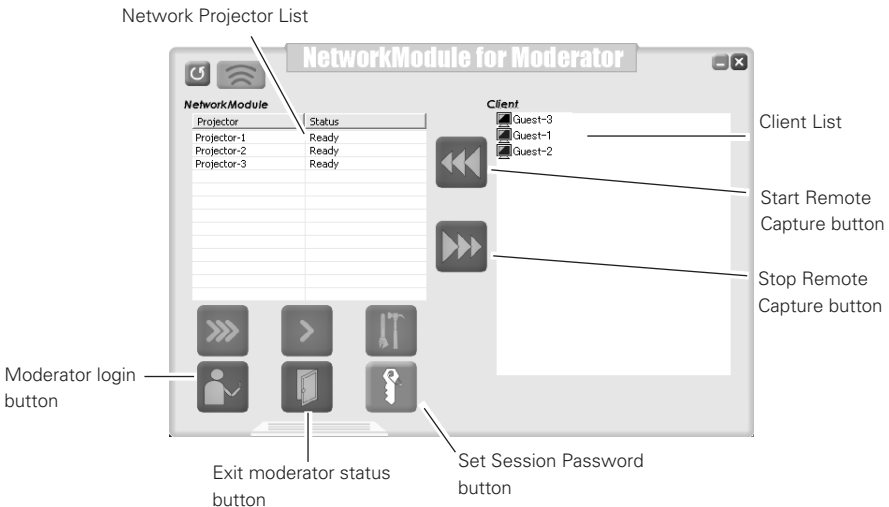 Network Projector List
NetworkModule for Moderator
NetworkModule
Projector Status
Projector-1 Ready
Projector-2 Ready
Projector-3 Ready
Client
Guest-3
Guest-1
Guest-2
Client List
Start Remote
Capture button
Stop Remote
Capture button
Moderator login
button
Exit moderator status
button
Set Session Password
button